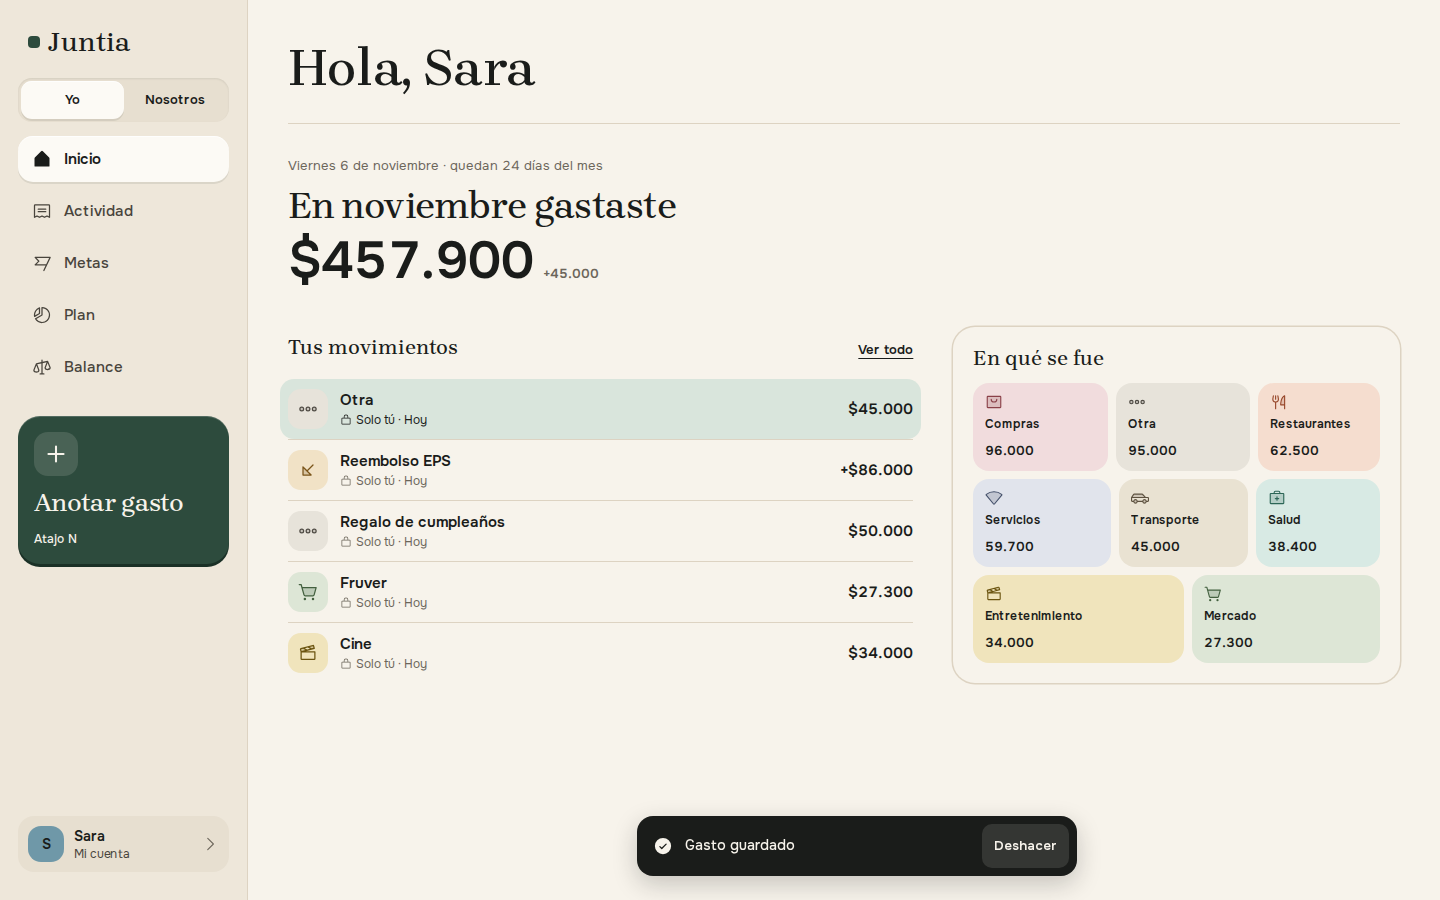 Juntia
Yo
Nosotros
Inicio
Actividad
Metas
Plan
Balance
Anotar gasto
Atajo N
S
Sara
Mi cuenta
Hola, Sara
Viernes 6 de noviembre · quedan 24 días del mes
En noviembre gastaste
$457.900 +45.000
Tus movimientos
Ver todo
Otra
Solo tú · Hoy
$45.000
Reembolso EPS
Solo tú · Hoy
+$86.000
Regalo de cumpleaños
Solo tú · Hoy
$50.000
Fruver
Solo tú · Hoy
$27.300
Cine
Solo tú · Hoy
$34.000
En qué se fue
Compras
96.000
Otra
95.000
Restaurantes
62.500
Servicios
59.700
Transporte
45.000
Salud
38.400
Entretenimiento
34.000
Mercado
27.300
Gasto guardado
Deshacer